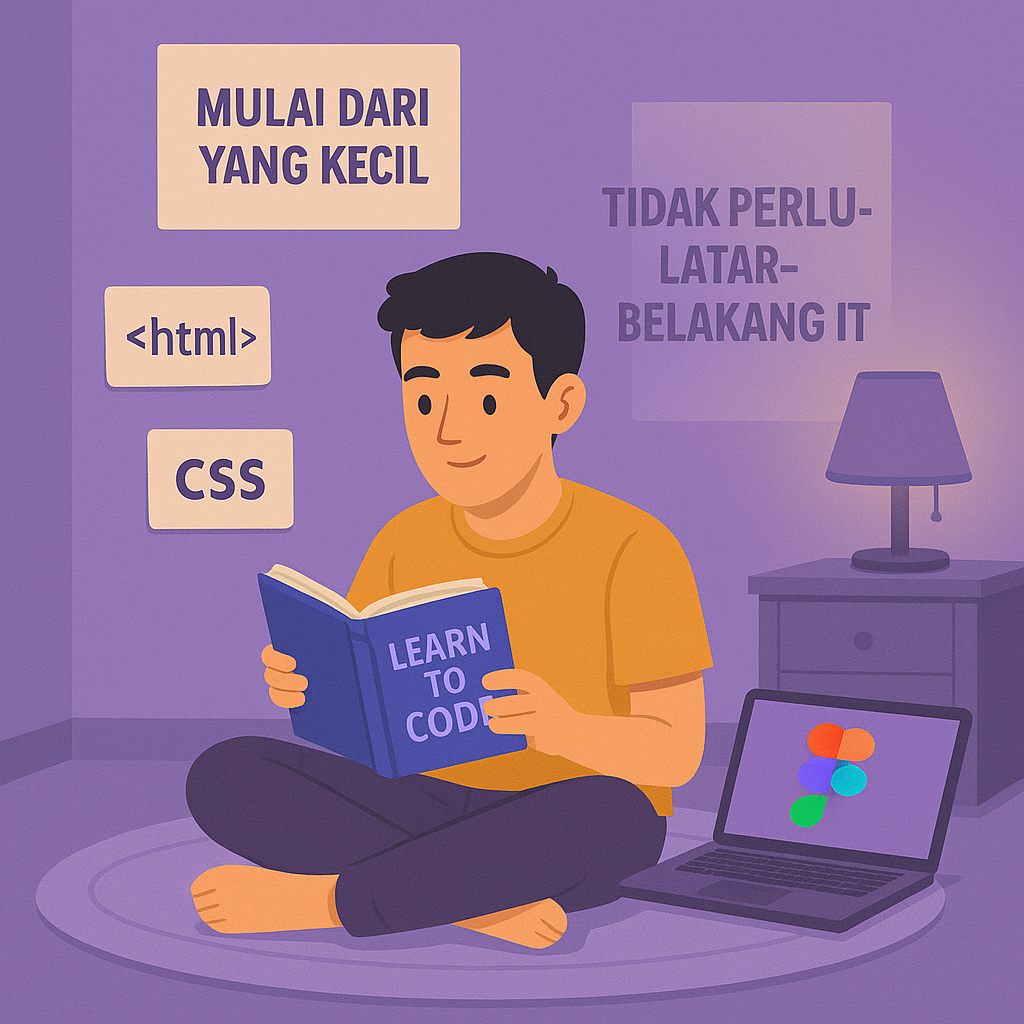 MULAI DARI
YANG KECIL
TIDAK PERLU-
LATAR–
BELAKANG IT
<html>
CSS
LEARN
TO
CODE